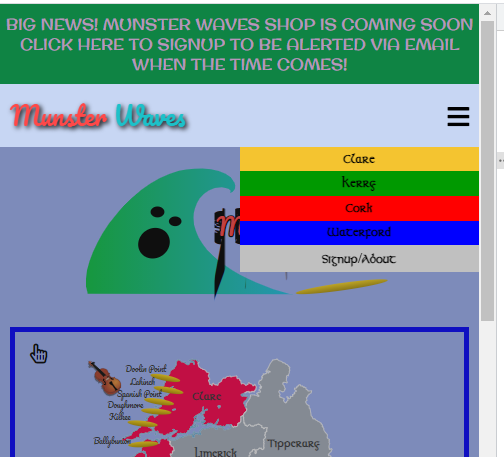 BIG NEWS! MUNSTER WAVES SHOP IS COMING SOON
CLICK HERE TO SIGNUP TO BE ALERTED VIA EMAIL
WHEN THE TIME COMES!
Munster Waves
Clare
Kerry
Cork
Waterford
Signup/About
M
Doolin Point
Lahinch
Spanish Point
Doughmore
Kilkee
Clare
Ballybunion
Limerick
Tipperary